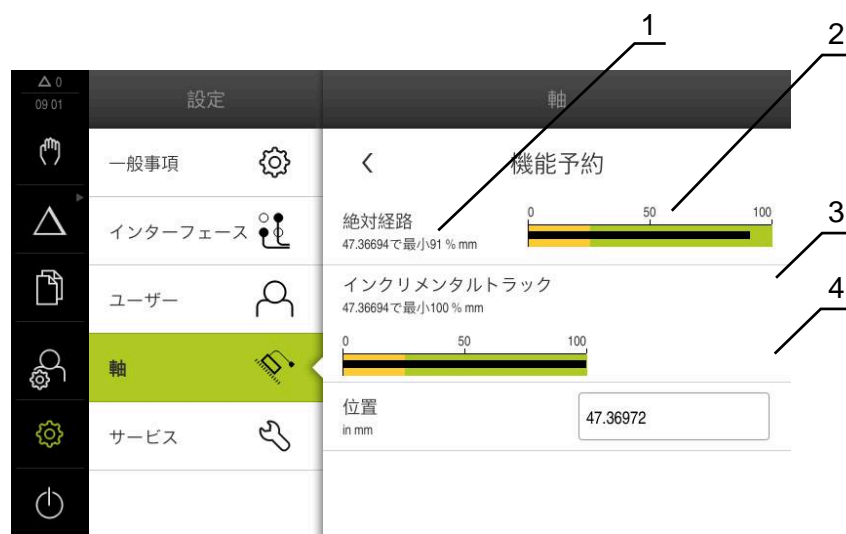 1
2
3
4
0
09 01
設定
軸
一般事項
インターフェース
ユーザー
軸
サービス
機能予約
絶対経路
47.36694で最小91 % mm
0 50 100
インクリメンタルトラック
47.36694で最小100 % mm
0 50 100
位置
in mm
47.36972